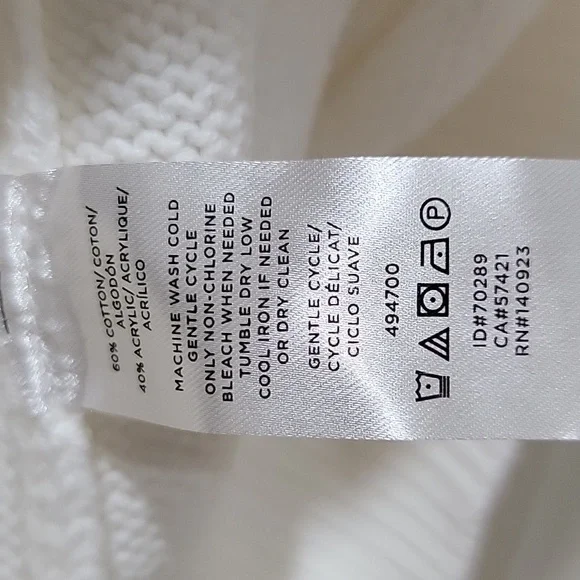 60% COTTON/ COTON/
ALGODÓN
40% ACRYLIC/ ACRYLIQUE/
ACRÍLICO
MACHINE WASH COLD
GENTLE CYCLE
ONLY NON-CHLORINE
BLEACH WHEN NEEDED
TUMBLE DRY LOW
COOL IRON IF NEEDED
OR DRY CLEAN
GENTLE CYCLE/
CYCLE DÉLICAT/
CICLO SUAVE
494700
P
ID#70289
CA#57421
RN#140923